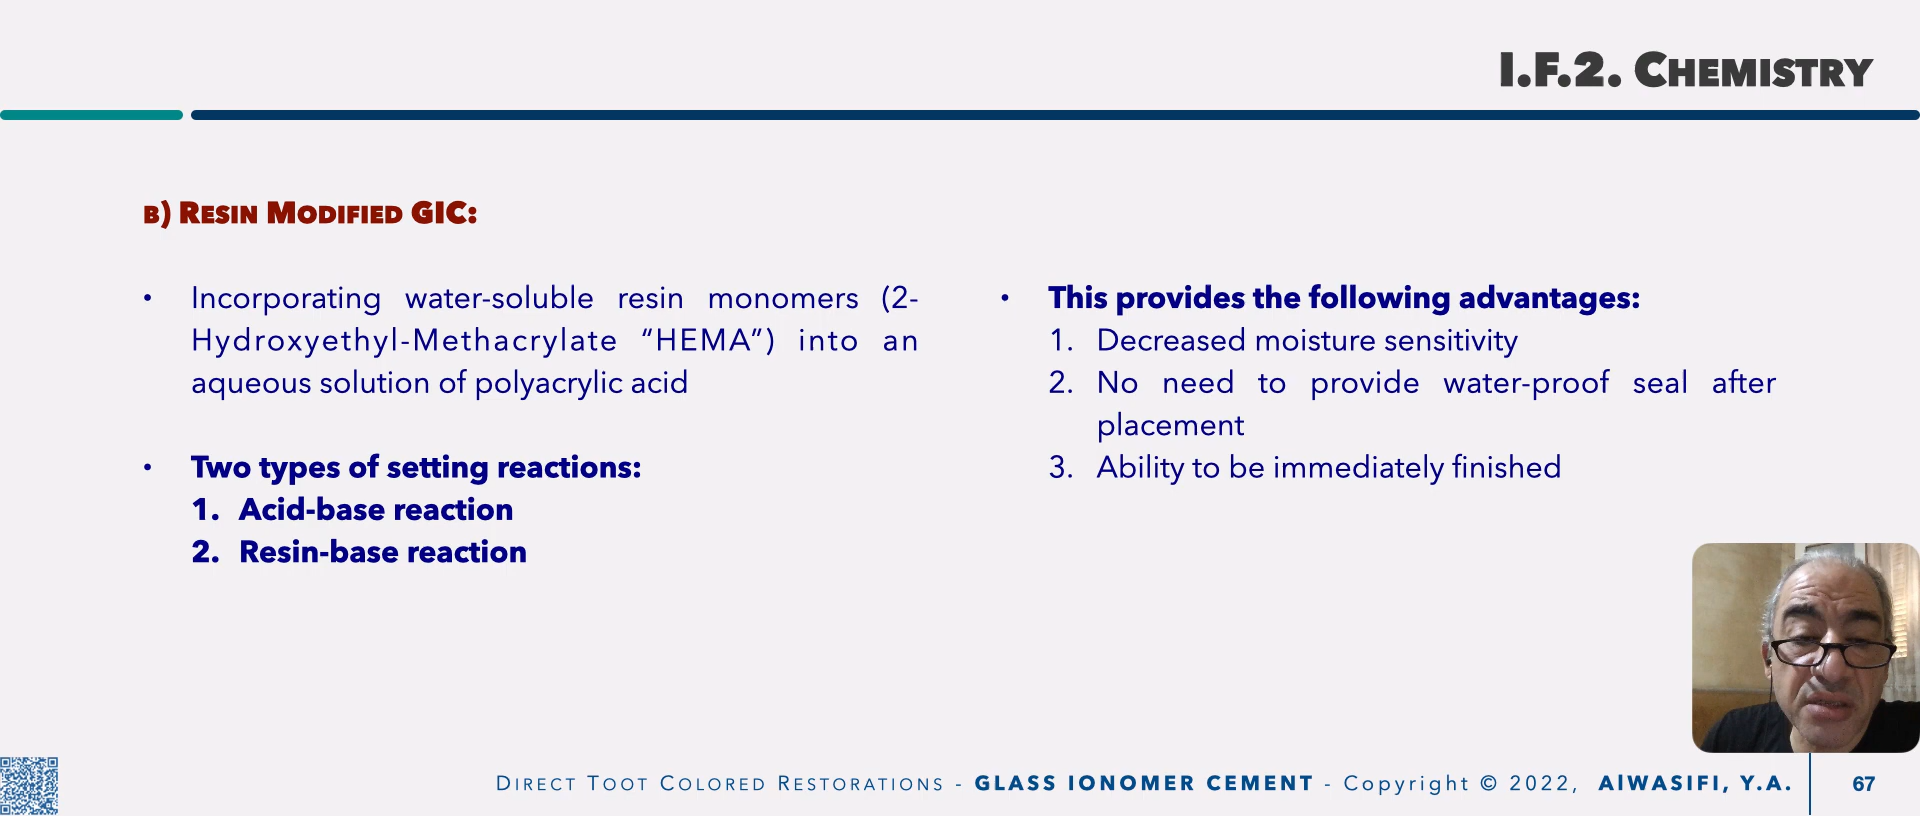 I.F.2. Chemistry
b) Resin Modified GIC:
• Incorporating water-soluble resin monomers (2-
Hydroxyethyl-Methacrylate “HEMA”) into an
aqueous solution of polyacrylic acid
• Two types of setting reactions:
1. Acid-base reaction
2. Resin-base reaction
• This provides the following advantages:
1. Decreased moisture sensitivity
2. No need to provide water-proof seal after
placement
3. Ability to be immediately finished
Direct Toot Colored Restorations - GLASS IONOMER CEMENT - Copyright © 2022, AlWASIFI, Y.A. 67